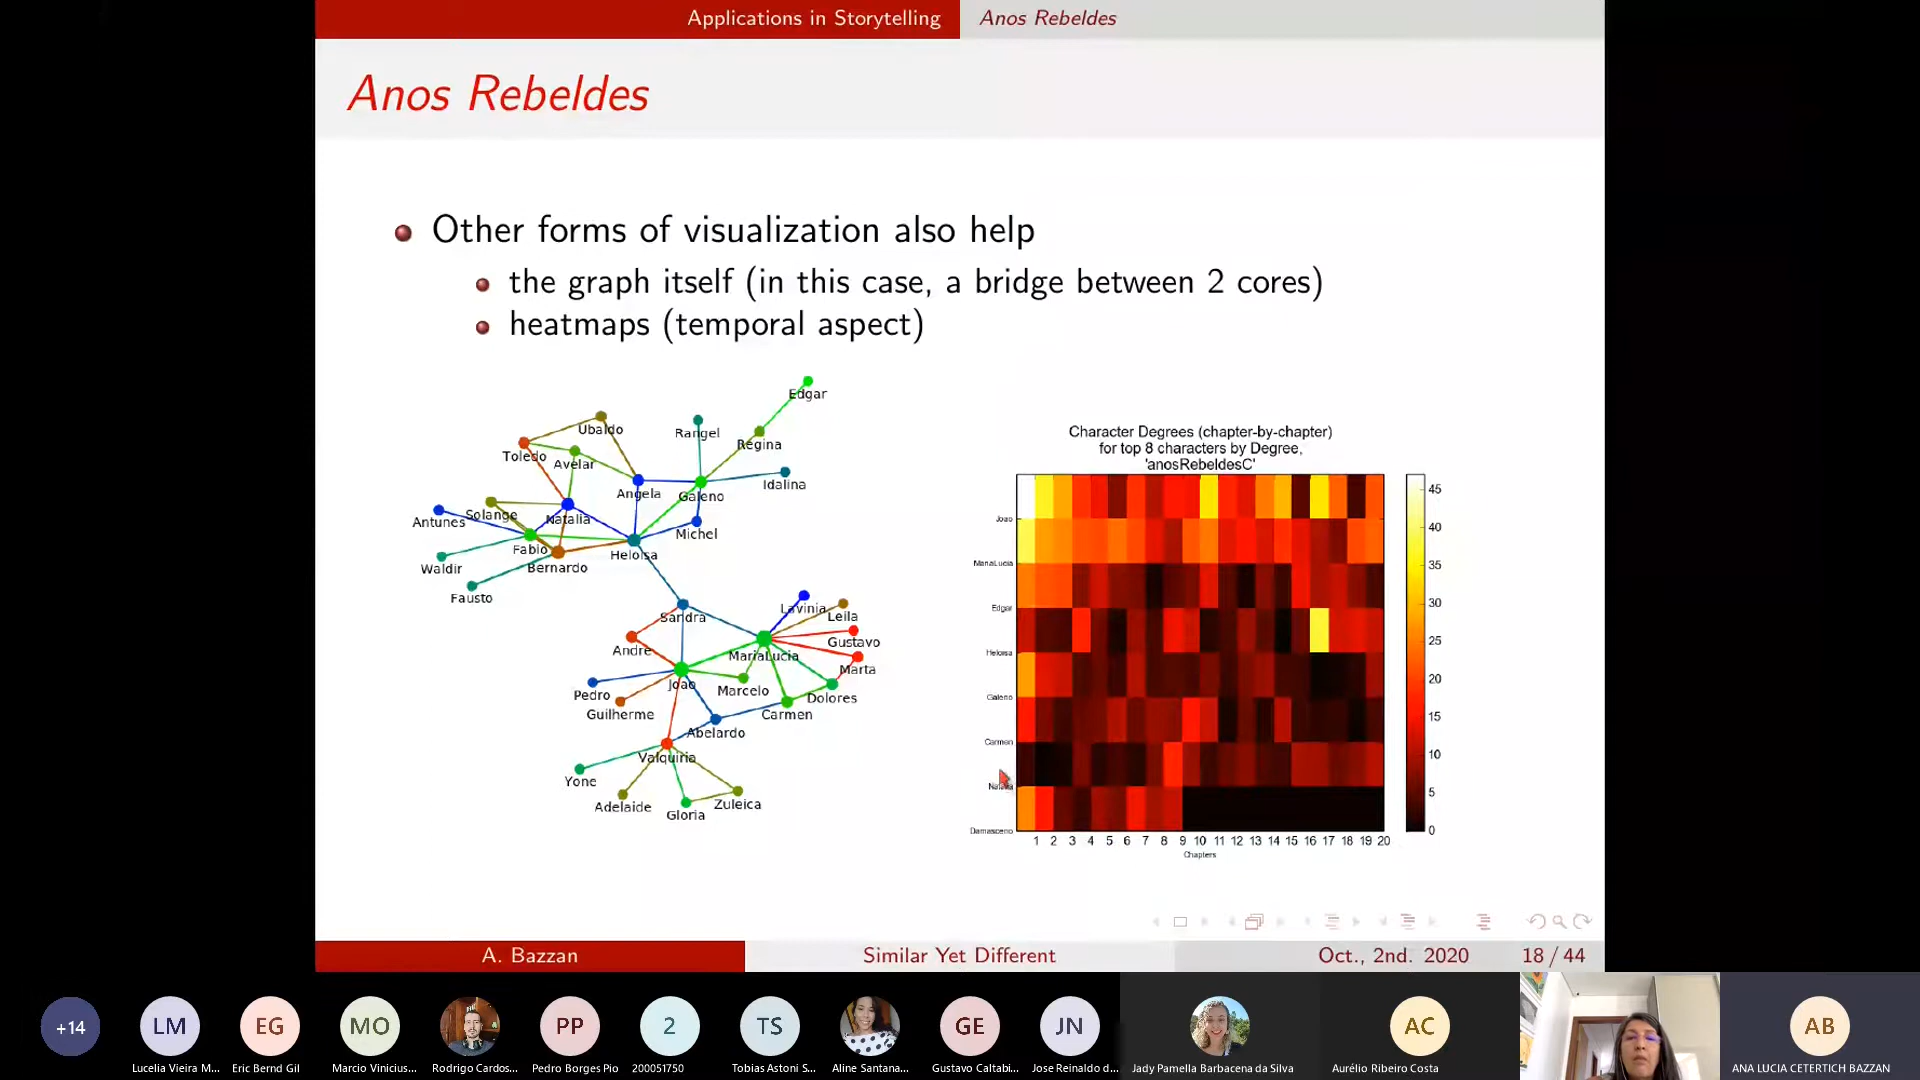 Applications in Storytelling
Anos Rebeldes
Anos Rebeldes
Other forms of visualization also help
the graph itself (in this case, a bridge between 2 cores)
heatmaps (temporal aspect)
Edgar
Ubaldo
Rangel
Regina
Toledo
Avelar
Idalina
Angela
Galeno
Antunes
Solange
Natalia
Michel
Fabio
Heloisa
Waldir
Bernardo
Fausto
Sandra
Lavinia
Leila
Gustavo
Andre
MariaLucia
Marta
Joao
Marcelo
Dolores
Pedro
Guilherme
Carmen
Abelardo
Valquiria
Yone
Adelaide
Gloria
Zuleica
Character Degrees (chapter-by-chapter)
for top 8 characters by Degree,
'anosRebeldesC'
Joao
MariaLucia
Edgar
Heloisa
Galeno
Carmen
Damasceno
1 2 3 4 5 6 7 8 9 10 11 12 13 14 15 16 17 18 19 20
Chapters
45
40
35
30
25
20
15
10
5
0
A. Bazzan
Similar Yet Different
Oct., 2nd. 2020
18 / 44
+14
LM
EG
MO
PP
2
TS
GE
JN
AC
AB
Lucelia Vieira M...
Eric Bernd Gil
Marcio Vinicius...
Rodrigo Cardos...
Pedro Borges Pio
200051750
Tobias Astoni S...
Aline Santana...
Gustavo Caltabi...
Jose Reinaldo d...
Jady Pamella Barbacena da Silva
Aurélio Ribeiro Costa
ANA LUCIA CETERTICH BAZZAN